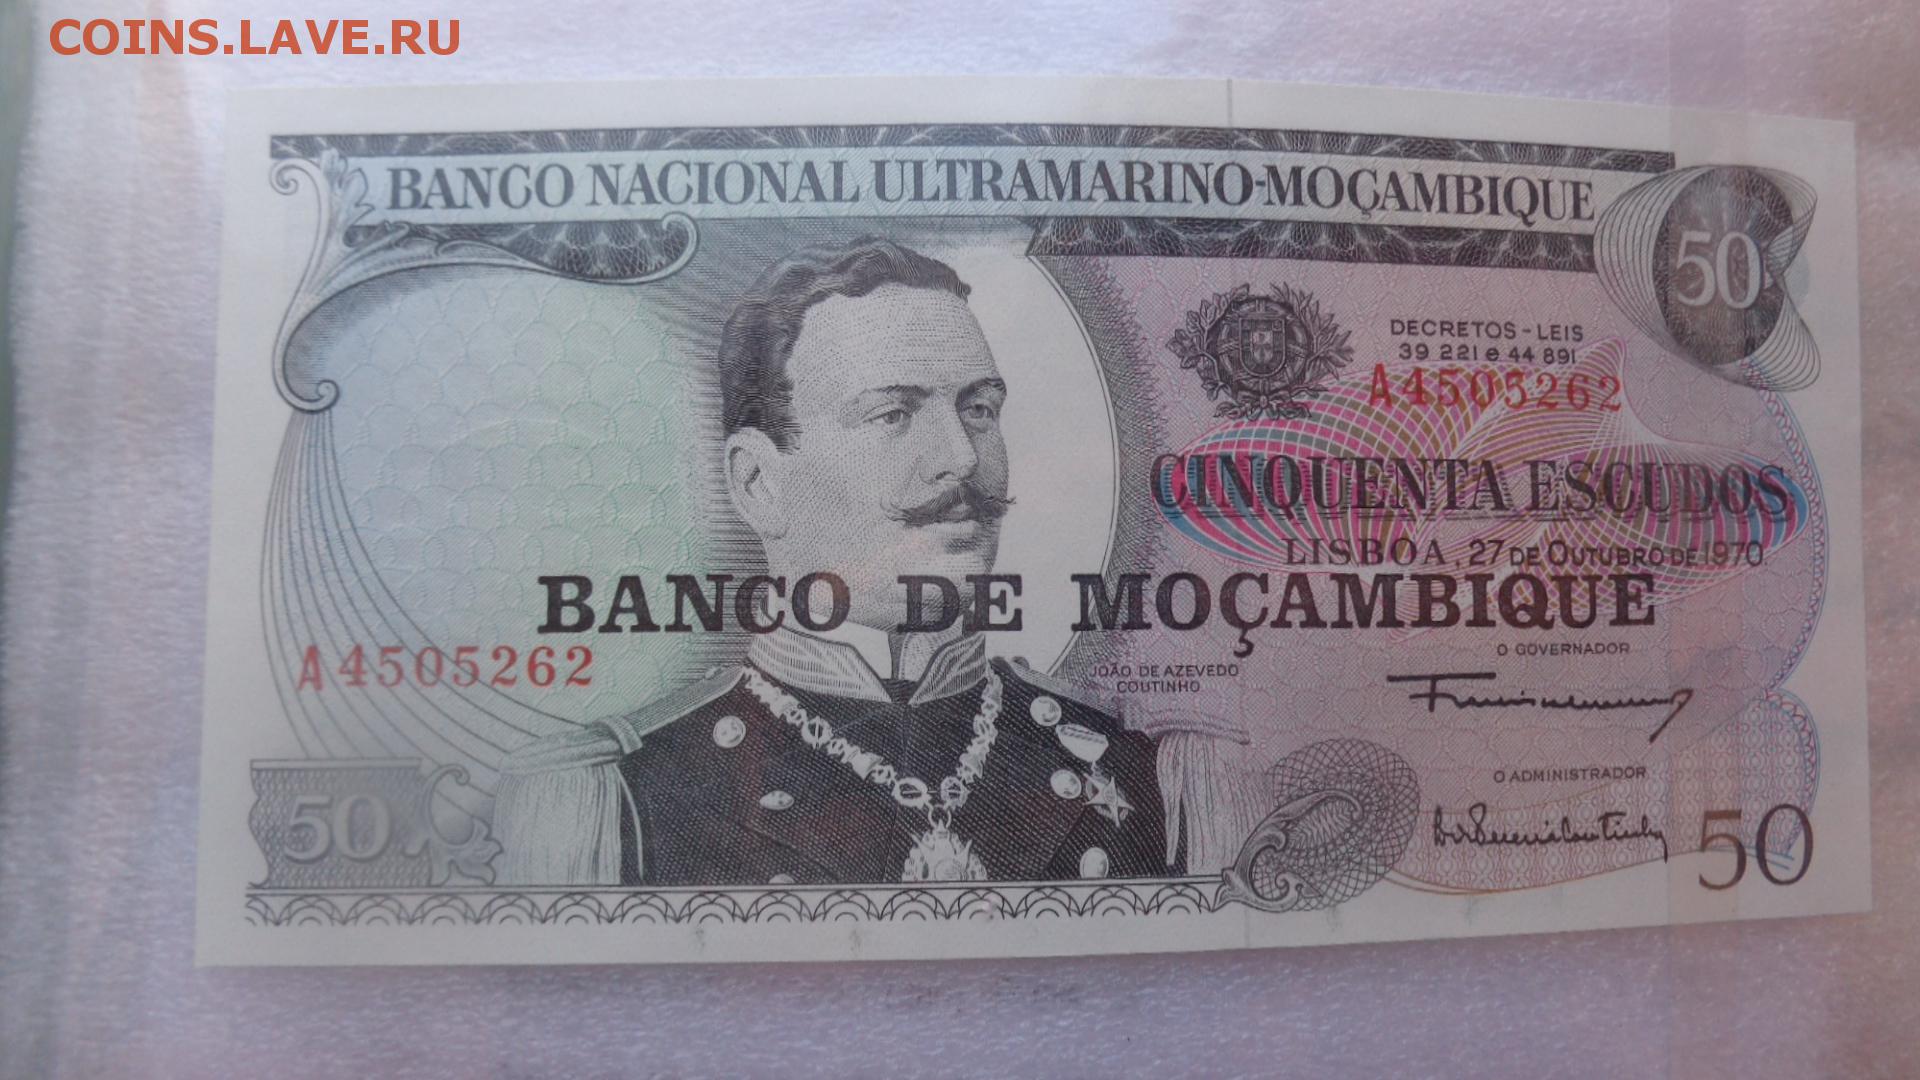 COINS.LAVE.RU
BANCO NACIONAL ULTRAMARINO-MOÇAMBIQUE
50
DECRETOS-LEIS
39 221 e 44 891
A4505262
CINQUENTA ESCUDOS
LISBOA, 27 DE OUTUBRO DE 1970
BANCO DE MOÇAMBIQUE
O GOVERNADOR
A4505262
JOÃO DE AZEVEDO
COUTINHO
O ADMINISTRADOR
50
50